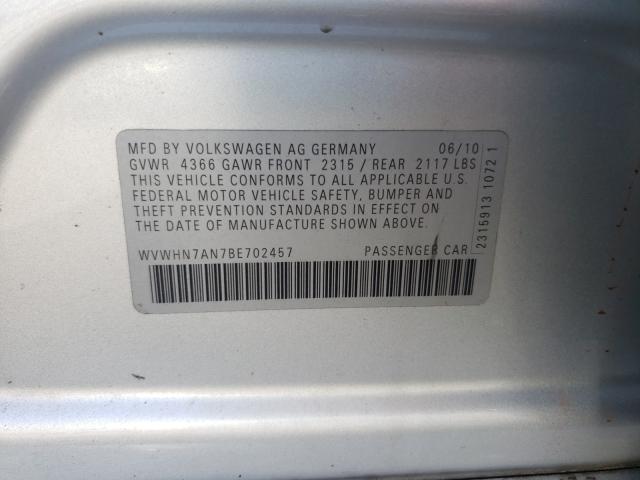 MFD BY VOLKSWAGEN AG GERMANY 06/10
GVWR 4366 GAWR FRONT 2315 / REAR 2117 LBS
THIS VEHICLE CONFORMS TO ALL APPLICABLE U.S.
FEDERAL MOTOR VEHICLE SAFETY, BUMPER AND
THEFT PREVENTION STANDARDS IN EFFECT ON
THE DATE OF MANUFACTURE SHOWN ABOVE.
WVWHN7AN7BE702457 PASSENGER CAR
2315913 1072 1